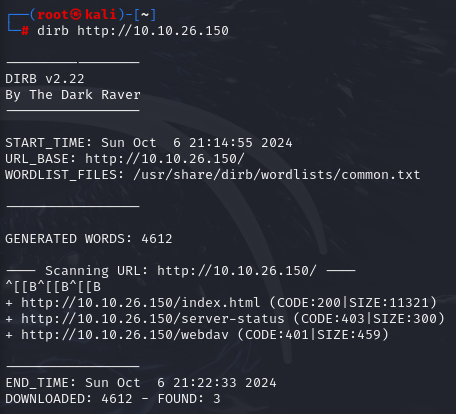 ┌──(root㉿kali)-[~]
└─# dirb http://10.10.26.150
-----------------
DIRB v2.22
By The Dark Raver
-----------------
START_TIME: Sun Oct  6 21:14:55 2024
URL_BASE: http://10.10.26.150/
WORDLIST_FILES: /usr/share/dirb/wordlists/common.txt
-----------------
GENERATED WORDS: 4612
---- Scanning URL: http://10.10.26.150/ ----
^[[B^[[B^[[B
+ http://10.10.26.150/index.html (CODE:200|SIZE:11321)
+ http://10.10.26.150/server-status (CODE:403|SIZE:300)
+ http://10.10.26.150/webdav (CODE:401|SIZE:459)
-----------------
END_TIME: Sun Oct  6 21:22:33 2024
DOWNLOADED: 4612 - FOUND: 3